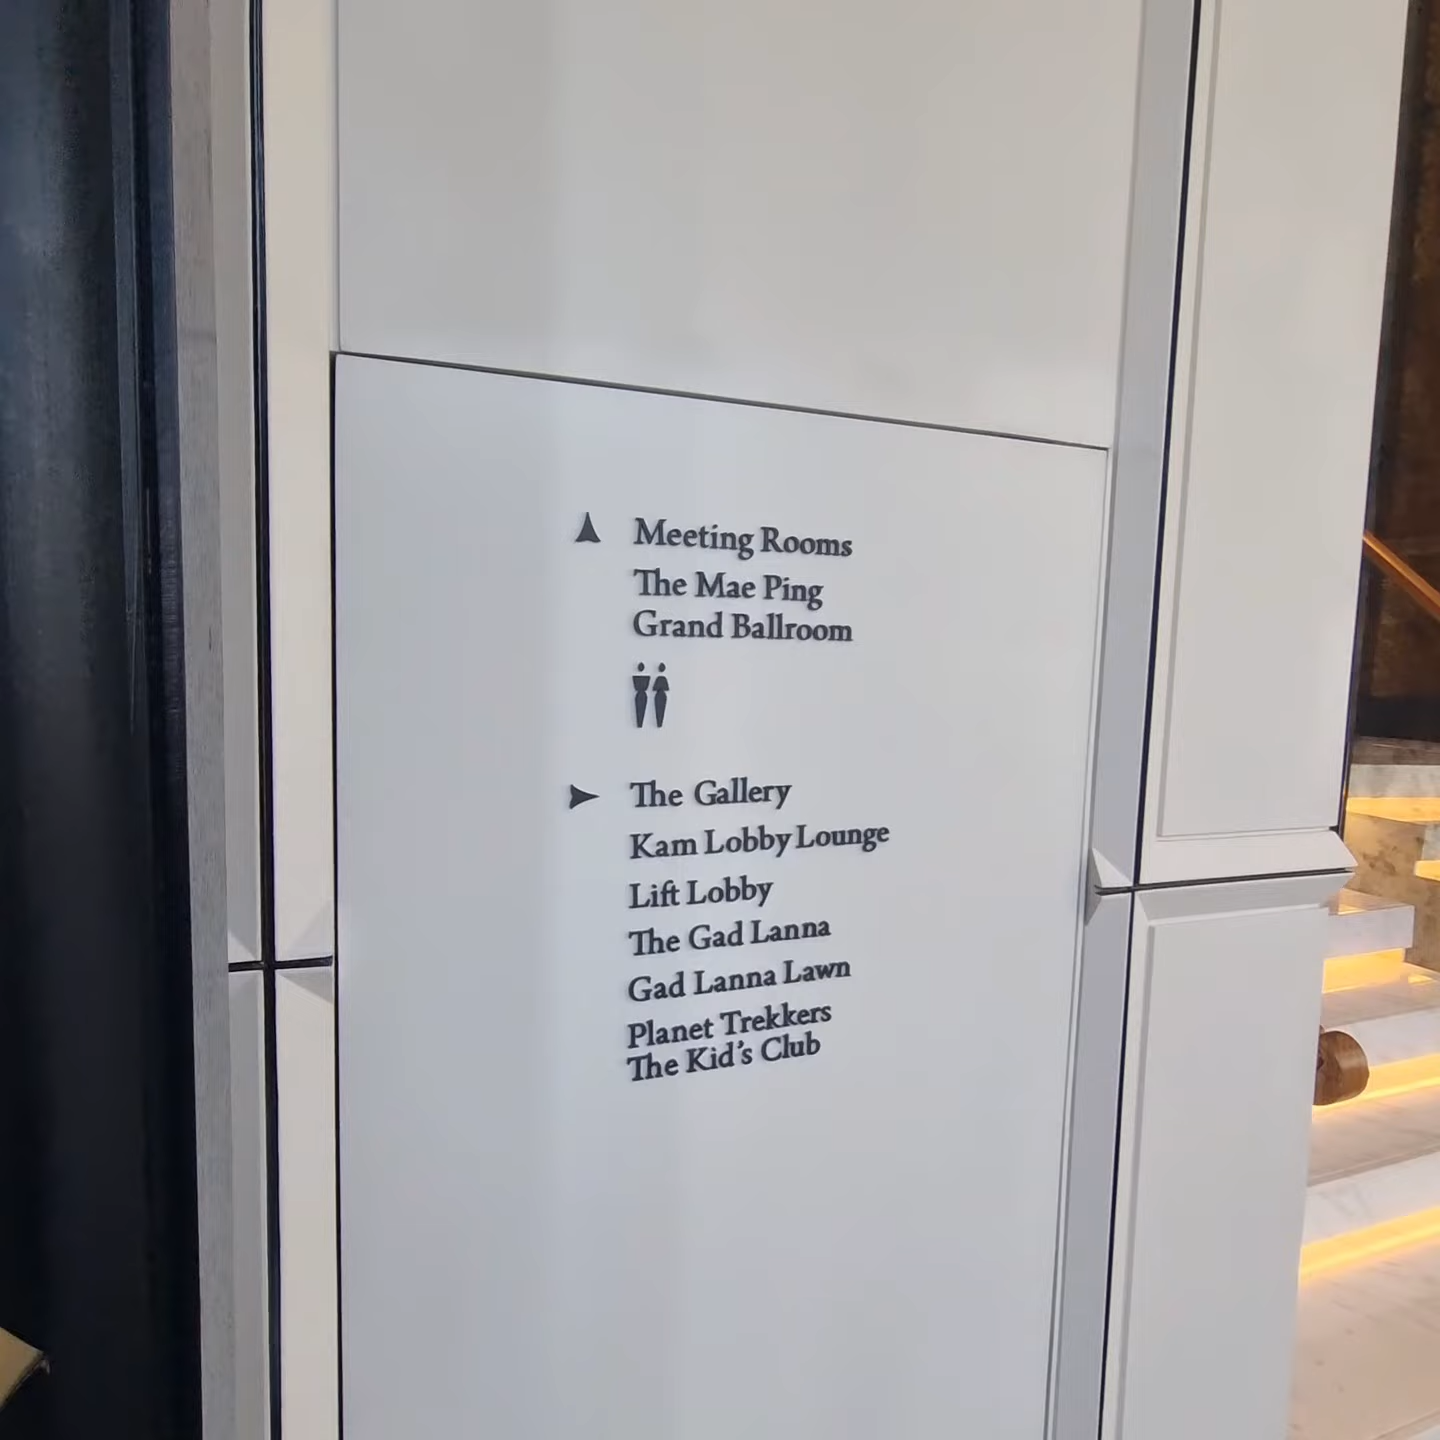 Meeting Rooms
The Mae Ping
Grand Ballroom
The Gallery
Kam Lobby Lounge
Lift Lobby
The Gad Lanna
Gad Lanna Lawn
Planet Trekkers
The Kid's Club